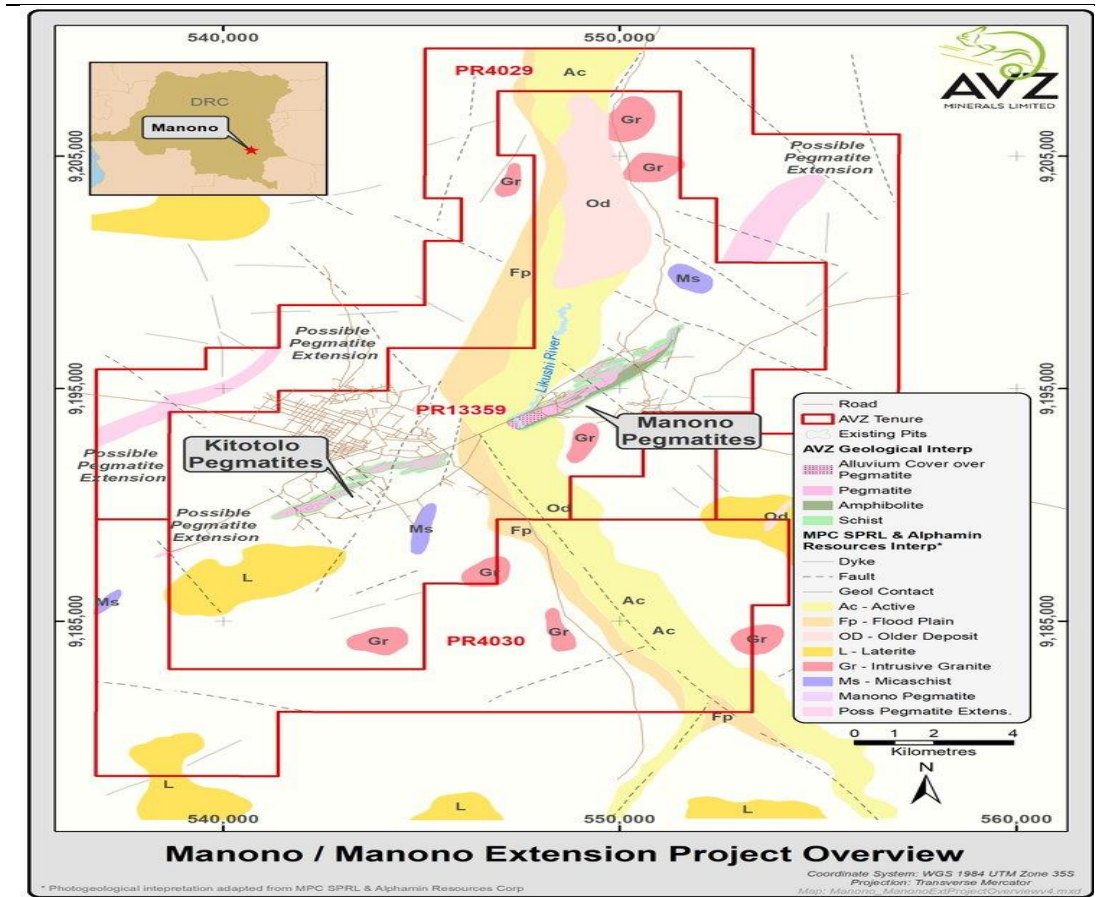 540,000
550,000
PR4029
Ac
AVZ
MINERALS LIMITED
DRC
Manono
Gr
Possible
Pegmatite
Extension
9,205,000
9,205,000
Gr
Gr
Od
Fp
Ms
Possible
Pegmatite
Extension
Likushi River
9,195,000
9,195,000
PR13359
Manono
Pegmatites
Kitotolo
Pegmatites
Gr
Possible
Pegmatite
Extension
Possible
Pegmatite
Extension
Od
Od
Ms
Fp
L
Gr
Ms
Ac
Ac
9,185,000
9,185,000
Gr
PR4030
Gr
Gr
Fp
L
L
L
Road
AVZ Tenure
Existing Pits
AVZ Geological Interp
Alluvium Cover over
Pegmatite
Pegmatite
Amphibolite
Schist
MPC SPRL & Alphamin
Resources Interp*
Dyke
Fault
Geol Contact
Ac - Active
Fp - Flood Plain
OD - Older Deposit
L - Laterite
Gr - Intrusive Granite
Ms - Micaschist
Manono Pegmatite
Poss Pegmatite Extens.
0 1 2 4
Kilometres
N
540,000
550,000
560,000
Manono / Manono Extension Project Overview
* Photogeological intepretation adapted from MPC SPRL & Alphamin Resources Corp
Coordinate System: WGS 1984 UTM Zone 35S
Projection: Transverse Mercator
Map: Manono_ManonoExtProjectOverviewv4.mxd